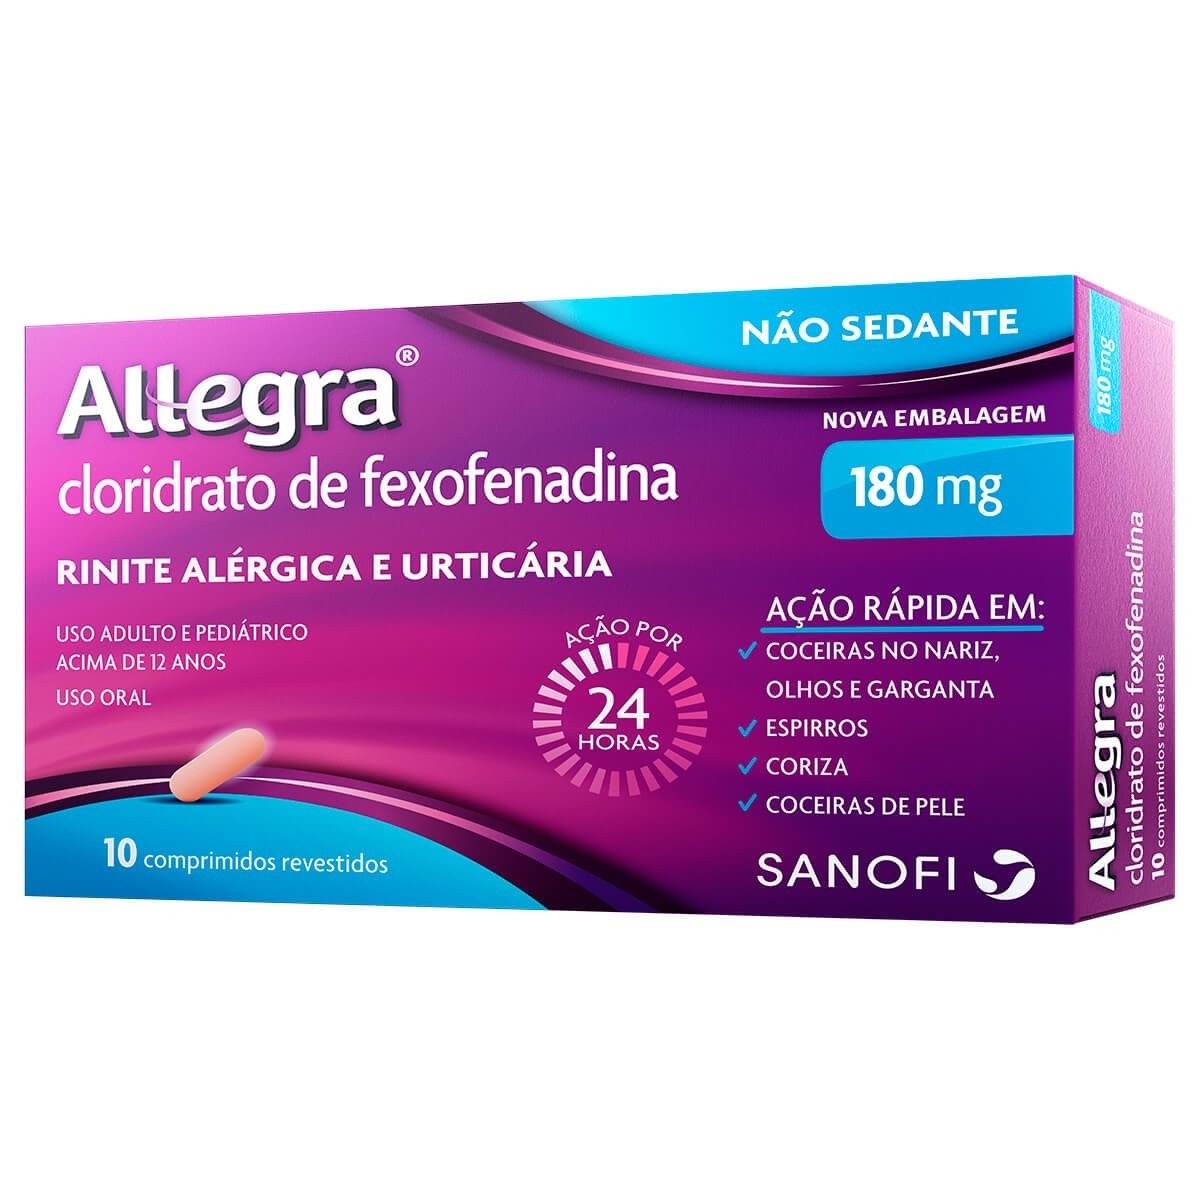 NÃO SEDANTE
Allegra®
NOVA EMBALAGEM
cloridrato de fexofenadina
180 mg
RINITE ALÉRGICA E URTICÁRIA
USO ADULTO E PEDIÁTRICO
ACIMA DE 12 ANOS
USO ORAL
AÇÃO POR
24
HORAS
AÇÃO RÁPIDA EM:
COCEIRAS NO NARIZ,
OLHOS E GARGANTA
ESPIRROS
CORIZA
COCEIRAS DE PELE
10 comprimidos revestidos
SANOFI
180 mg
Allegra
cloridrato de fexofenadina
10 comprimidos revestidos